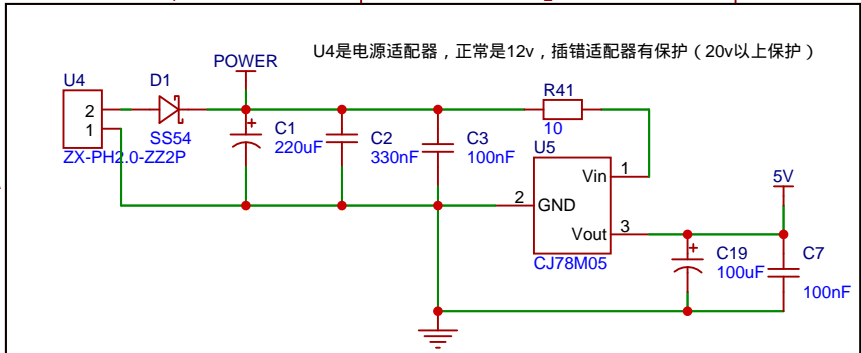 U4是电源适配器，正常是12v，插错适配器有保护（20v以上保护）
POWER
U4
2
1
ZX-PH2.0-ZZ2P
D1
SS54
+
C1
220uF
C2
330nF
C3
100nF
R41
10
U5
Vin
1
2
GND
Vout
3
CJ78M05
5V
+
C19
100uF
C7
100nF